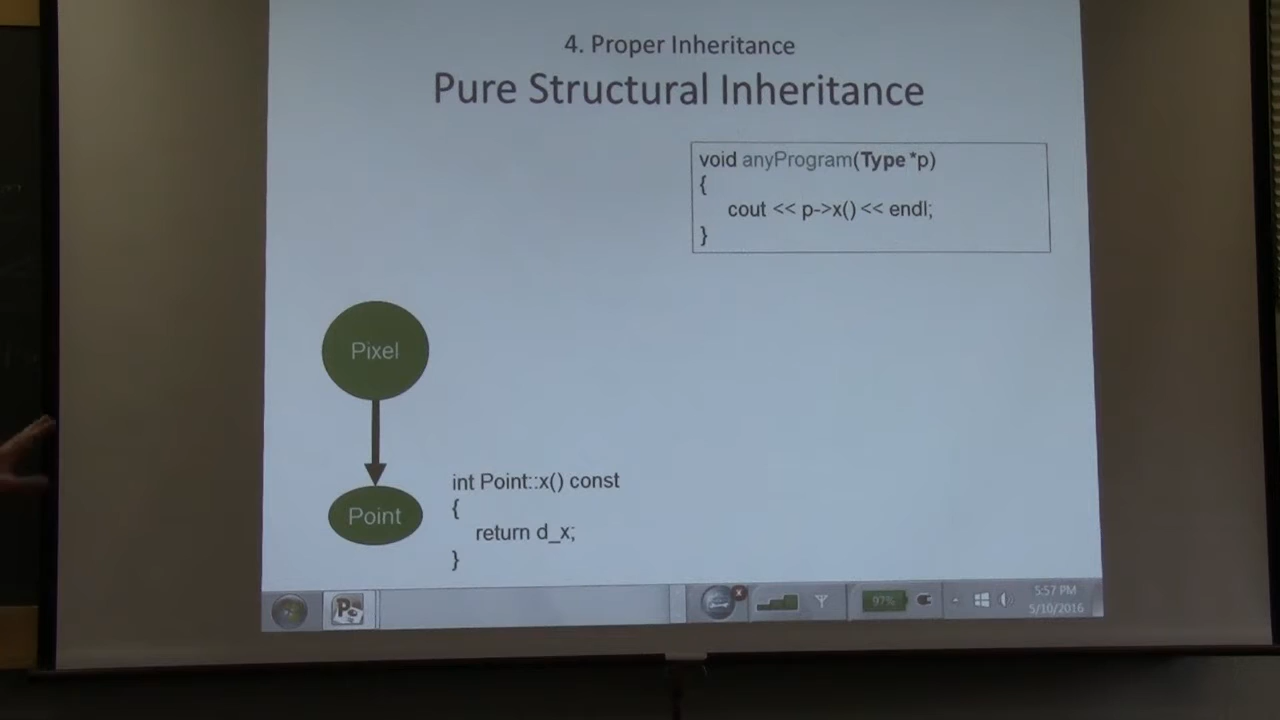 4. Proper Inheritance
Pure Structural Inheritance
void anyProgram(Type *p)
{
cout << p->x() << endl;
}
Pixel
Point
int Point::x() const
{
return d_x;
}
P
97%
5:57 PM
5/10/2016